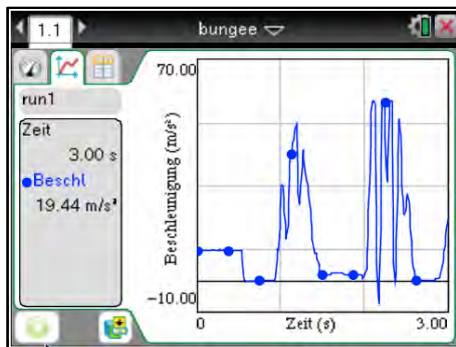 1.1 bungee
run1
Zeit
3.00 s
Beschl
19.44 m/s²
70.00
Beschleunigung (m/s²)
-10.00
0 Zeit (s) 3.00